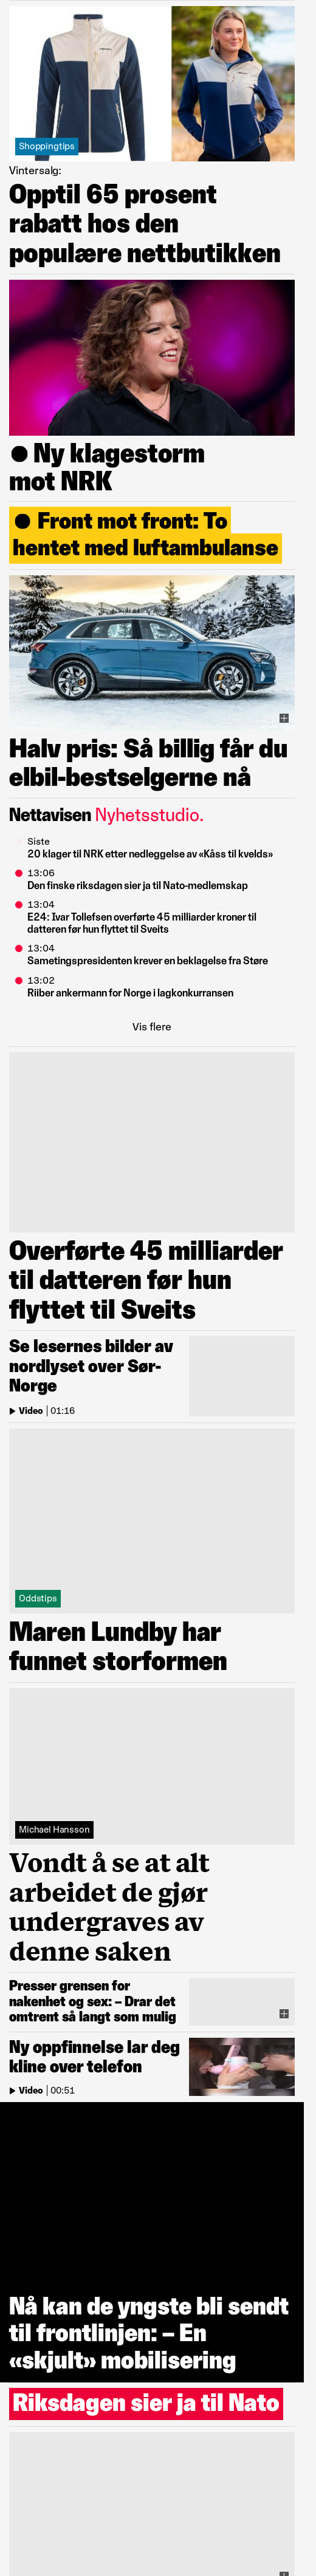 Shoppingtips
Vintersalg:
Opptil 65 prosent
rabatt hos den
populære nettbutikken
Ny klagestorm
mot NRK
Front mot front: To
hentet med luftambulanse
Halv pris: Så billig får du
elbil-bestselgerne nå
Nettavisen Nyhetsstudio.
Siste
20 klager til NRK etter nedleggelse av «Kåss til kvelds»
13:06
Den finske riksdagen sier ja til Nato-medlemskap
13:04
E24: Ivar Tollefsen overførte 45 milliarder kroner til
datteren før hun flyttet til Sveits
13:04
Sametingspresidenten krever en beklagelse fra Støre
13:02
Riiber ankermann for Norge i lagkonkurransen
Vis flere
Overførte 45 milliarder
til datteren før hun
flyttet til Sveits
Se lesernes bilder av
nordlyset over Sør-
Norge
Video | 01:16
Oddstips
Maren Lundby har
funnet storformen
Michael Hansson
Vondt å se at alt
arbeidet de gjør
undergraves av
denne saken
Presser grensen for
nakenhet og sex: – Drar det
omtrent så langt som mulig
Ny oppfinnelse lar deg
kline over telefon
Video | 00:51
Nå kan de yngste bli sendt
til frontlinjen: – En
«skjult» mobilisering
Riksdagen sier ja til Nato